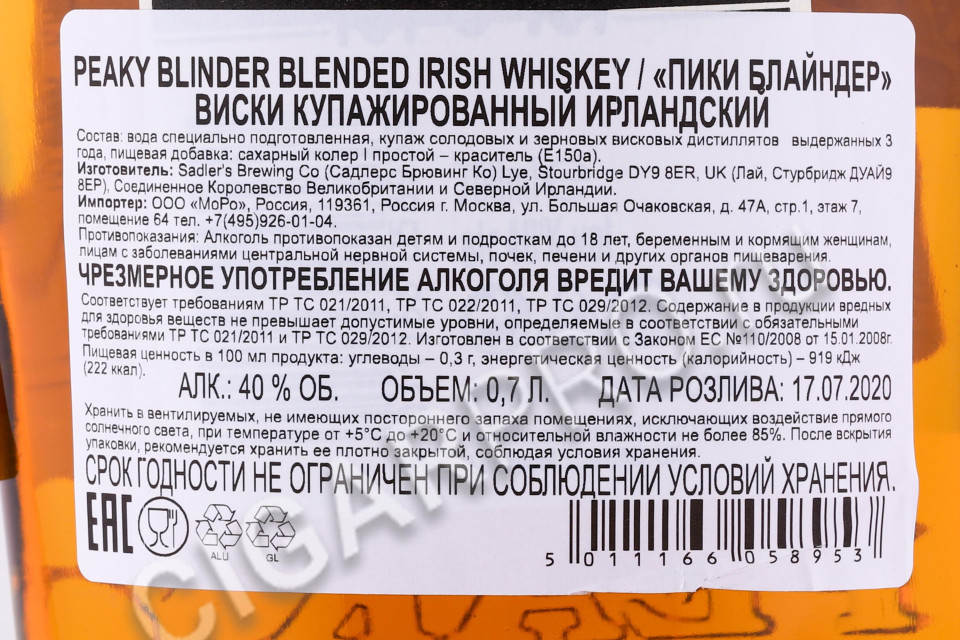 PEAKY BLINDER BLENDED IRISH WHISKEY / «ПИКИ БЛАЙНДЕР»
ВИСКИ КУПАЖИРОВАННЫЙ ИРЛАНДСКИЙ
Состав: вода специально подготовленная, купаж солодовых и зерновых висковых дистиллятов выдержанных 3
года, пищевая добавка: сахарный колер I простой – краситель (Е150а).
Изготовитель: Sadler's Brewing Co (Садлерс Брювинг Ко) Lye, Stourbridge DY9 8ER, UK (Лай, Стурбридж ДУАЙ9
8ЕР), Соединенное Королевство Великобритании и Северной Ирландии.
Импортер: ООО «МоРо», Россия, 119361, Россия г. Москва, ул. Большая Очаковская, д. 47А, стр.1, этаж 7,
помещение 64 тел. +7(495)926-01-04.
Противопоказания: Алкоголь противопоказан детям и подросткам до 18 лет, беременным и кормящим женщинам,
лицам с заболеваниями центральной нервной системы, почек, печени и других органов пищеварения.
ЧРЕЗМЕРНОЕ УПОТРЕБЛЕНИЕ АЛКОГОЛЯ ВРЕДИТ ВАШЕМУ ЗДОРОВЬЮ.
Соответствует требованиям ТР ТС 021/2011, ТР ТС 022/2011, ТР ТС 029/2012. Содержание в продукции вредных
для здоровья веществ не превышает допустимые уровни, определяемые в соответствии с обязательными
требованиями ТР ТС 021/2011 и ТР ТС 029/2012. Изготовлен в соответствии с Законом ЕС №110/2008 от 15.01.2008г.
Пищевая ценность в 100 мл продукта: углеводы – 0,3 г, энергетическая ценность (калорийность) – 919 кДж
(222 ккал).
АЛК.: 40 % ОБ. ОБЪЕМ: 0,7 Л. ДАТА РОЗЛИВА: 17.07.2020
Хранить в вентилируемых, не имеющих постороннего запаха помещениях, исключающих воздействие прямого
солнечного света, при температуре от +5°С до +20°С и относительной влажности не более 85%. После вскрытия
упаковки, рекомендуется хранить ее плотно закрытой, соблюдая условия хранения.
СРОК ГОДНОСТИ НЕ ОГРАНИЧЕН ПРИ СОБЛЮДЕНИИ УСЛОВИЙ ХРАНЕНИЯ.
EAC
ALU GL
5 011166 058953
CIGARPRO.ru